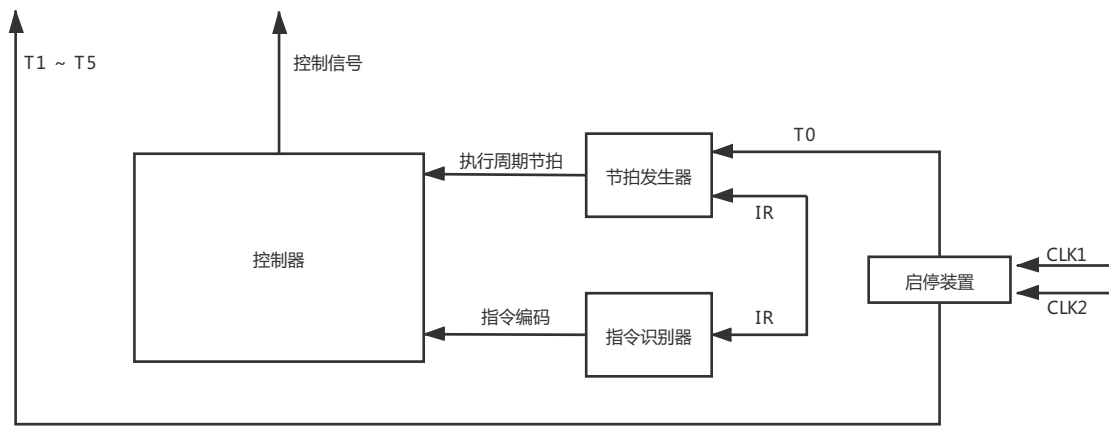 T1 ~ T5
控制信号
T0
执行周期节拍
节拍发生器
IR
控制器
CLK1
启停装置
CLK2
指令编码
IR
指令识别器